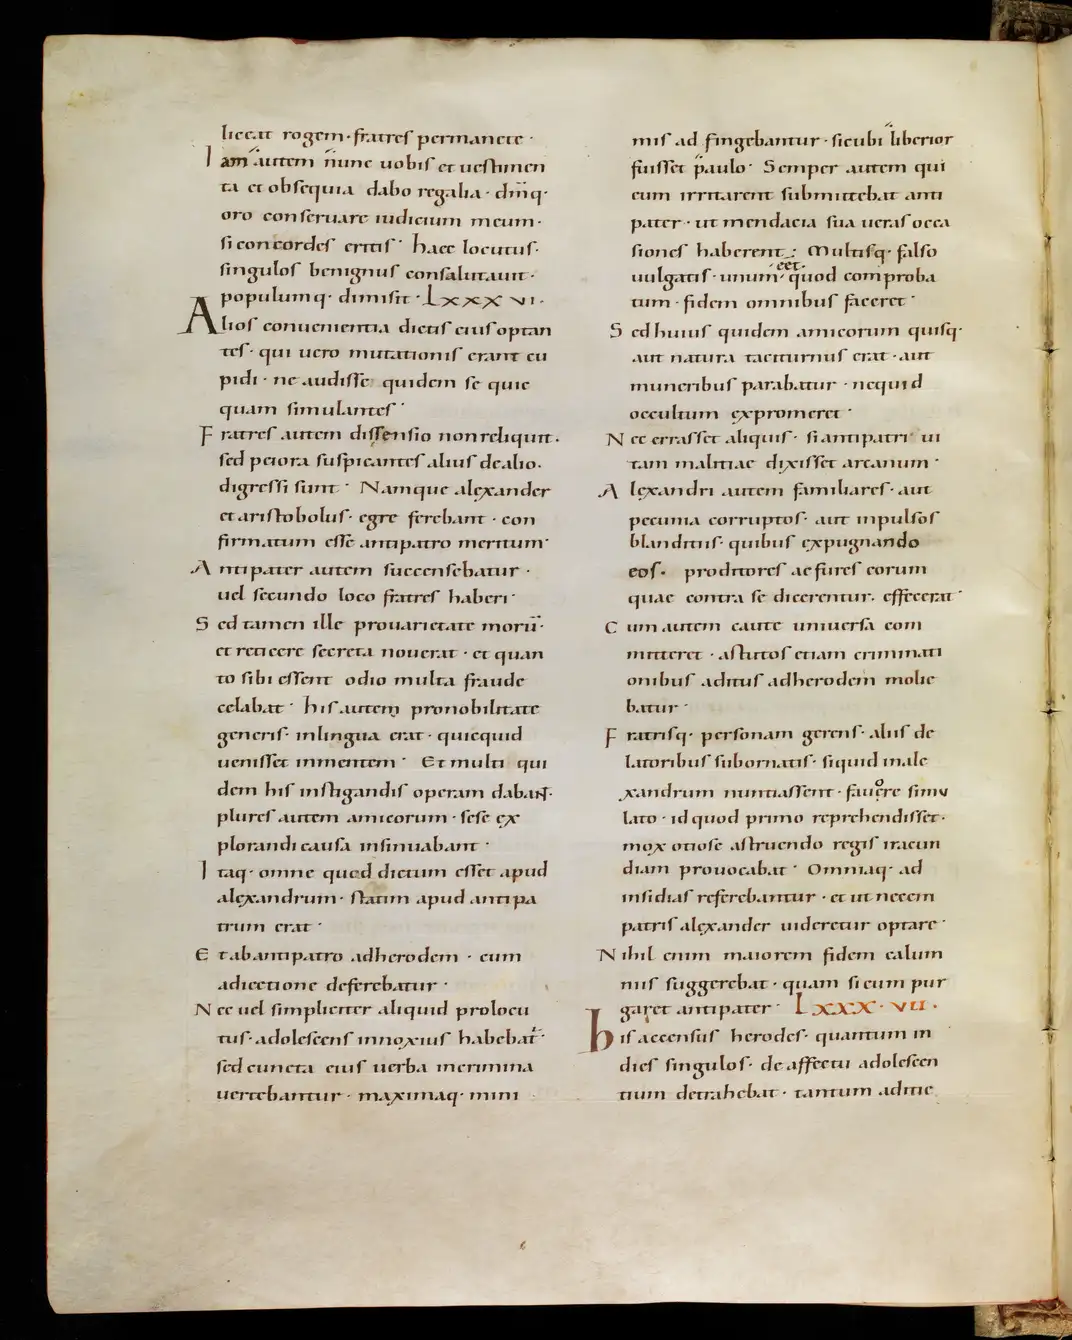 liceat rogem · fratres permanete ·
Iam autem nunc uobis et uestimen
ta et obsequia dabo regalia · dmq·
oro conseruare iudicium meum ·
si concordes eritis · haec locutus ·
singulos benignus consalutauit ·
populumq· dimisit · LXXXVI ·
Alios conuenientia dictis eius optan
tes · qui uero mutationis erant cu
pidi · ne audisse quidem se quic
quam simulantes ·
Fratres autem dissensio non reliquit ·
sed peiora suspicantes alius de alio ·
digressi sunt · Namque alexander
et aristobolus · egre ferebant · con
firmatum esse antipatro meritum ·
Antipater autem succensebatur ·
uel secundo loco fratres haberi ·
Sed tamen ille pro uarietate moru ·
et reticere secreta nouerat · et quan
to sibi essent odio multa fraude
celabat · his autem pro nobilitate
generis · in lingua erat · quicquid
uenisset in mentem · Et multi qui
dem his instigandis operam dabant ·
plures autem amicorum · sese ex
plorandi causa insinuabant ·
Itaq· omne quod dictum esset apud
alexandrum · statim apud antipa
trum erat ·
Et ab antipatro ad herodem · cum
adiectione deferebatur ·
Nec uel simpliciter aliquid prolocu
tus · adolescens innoxius habebat ·
sed cuncta eius uerba in crimina
uertebantur · maximaq· mini
mis adfingebantur · sicubi liberior
fuisset paulo · Semper autem qui
eum irritarent submittebat anti
pater · ut mendacia sua ueras occa
siones haberent ; Multisq· falso
uulgatis · unum eet quod comproba
tum · fidem omnibus faceret ·
Sed huius quidem amicorum quisq·
aut natura taciturnus erat · aut
muneribus parabatur · nequid
occultum expromeret ·
Nec errasset aliquis · si antipatri ui
tam malitiae dixisset arcanum ·
Alexandri autem familiares · aut
pecunia corruptos · aut inpulsos
blanditiis · quibus expugnando
eos · proditores ac fures eorum
quae contra se dicerentur · effecerat ·
Cum autem caute uniuersa com
mitteret · astutos etiam criminati
onibus aditus ad herodem molie
batur ·
Fratrisq· personam gerens · aliis de
latoribus subornatis · siquid in ale
xandrum nuntiassent · fauore simu
lato · id quod primo reprehendisset ·
mox otiose astruendo regis iracun
diam prouocabat · Omniaq· ad
insidias referebantur · et ut necem
patris alexander uideretur optare ·
Nihil enim maiorem fidem calum
niis suggerebat · quam si eum pur
garet antipater · LXXX·VII·
his accensus herodes · quantum in
dies singulos · de affectu adolescen
tium detrahebat · tantum aditie